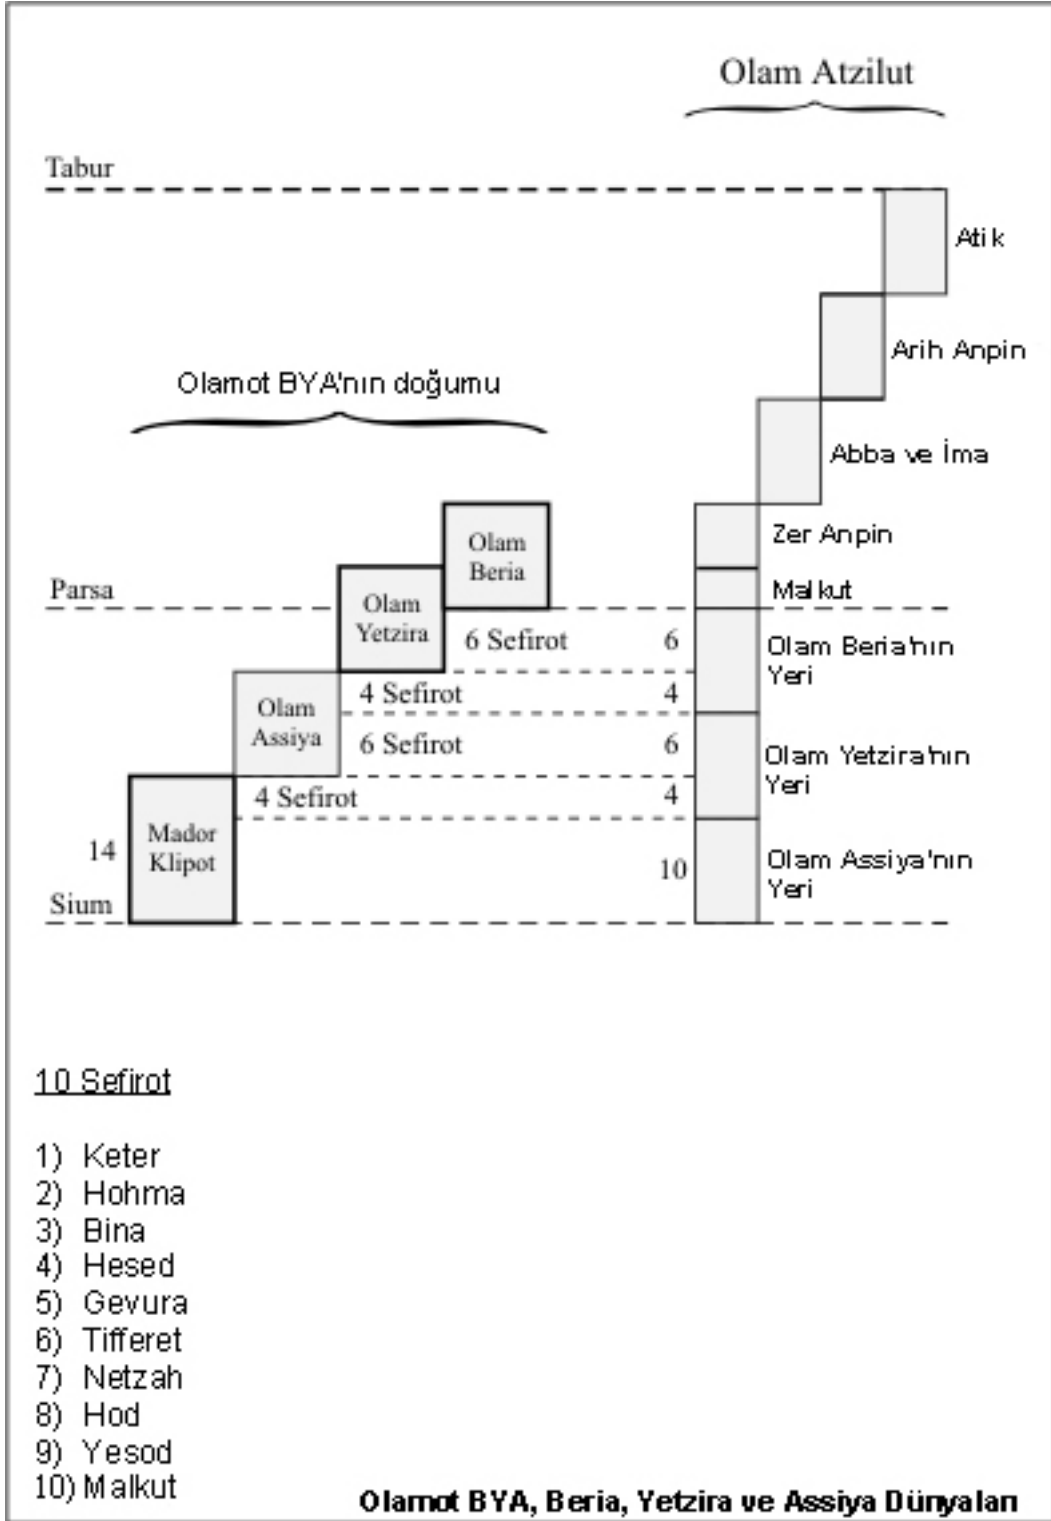 Olam Atzilut
Tabur
Atik
Arih Anpin
Olamot BYA'nın doğumu
Abba ve İma
Zer Anpin
Olam
Beria
Parsa
Malkut
Olam
Yetzira
6 Sefirot
6
Olam Beria'nın
Yeri
4 Sefirot
4
Olam
Assiya
6 Sefirot
6
Olam Yetzira'nın
Yeri
4 Sefirot
4
14
Mador
Klipot
10
Olam Assiya'nın
Yeri
Sium
10 Sefirot
1) Keter
2) Hohma
3) Bina
4) Hesed
5) Gevura
6) Tifferet
7) Netzah
8) Hod
9) Yesod
10) Malkut
Olamot BYA, Beria, Yetzira ve Assiya Dünyaları